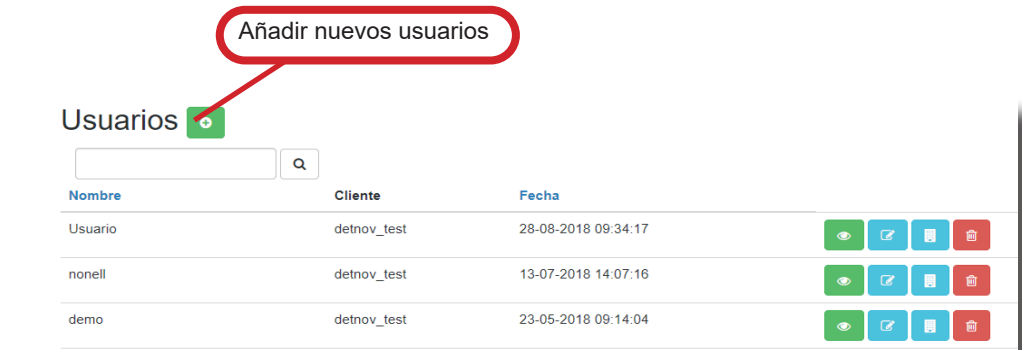 Añadir nuevos usuarios
Usuarios
Nombre Cliente Fecha
Usuario detnov_test 28-08-2018 09:34:17
nonell detnov_test 13-07-2018 14:07:16
demo detnov_test 23-05-2018 09:14:04